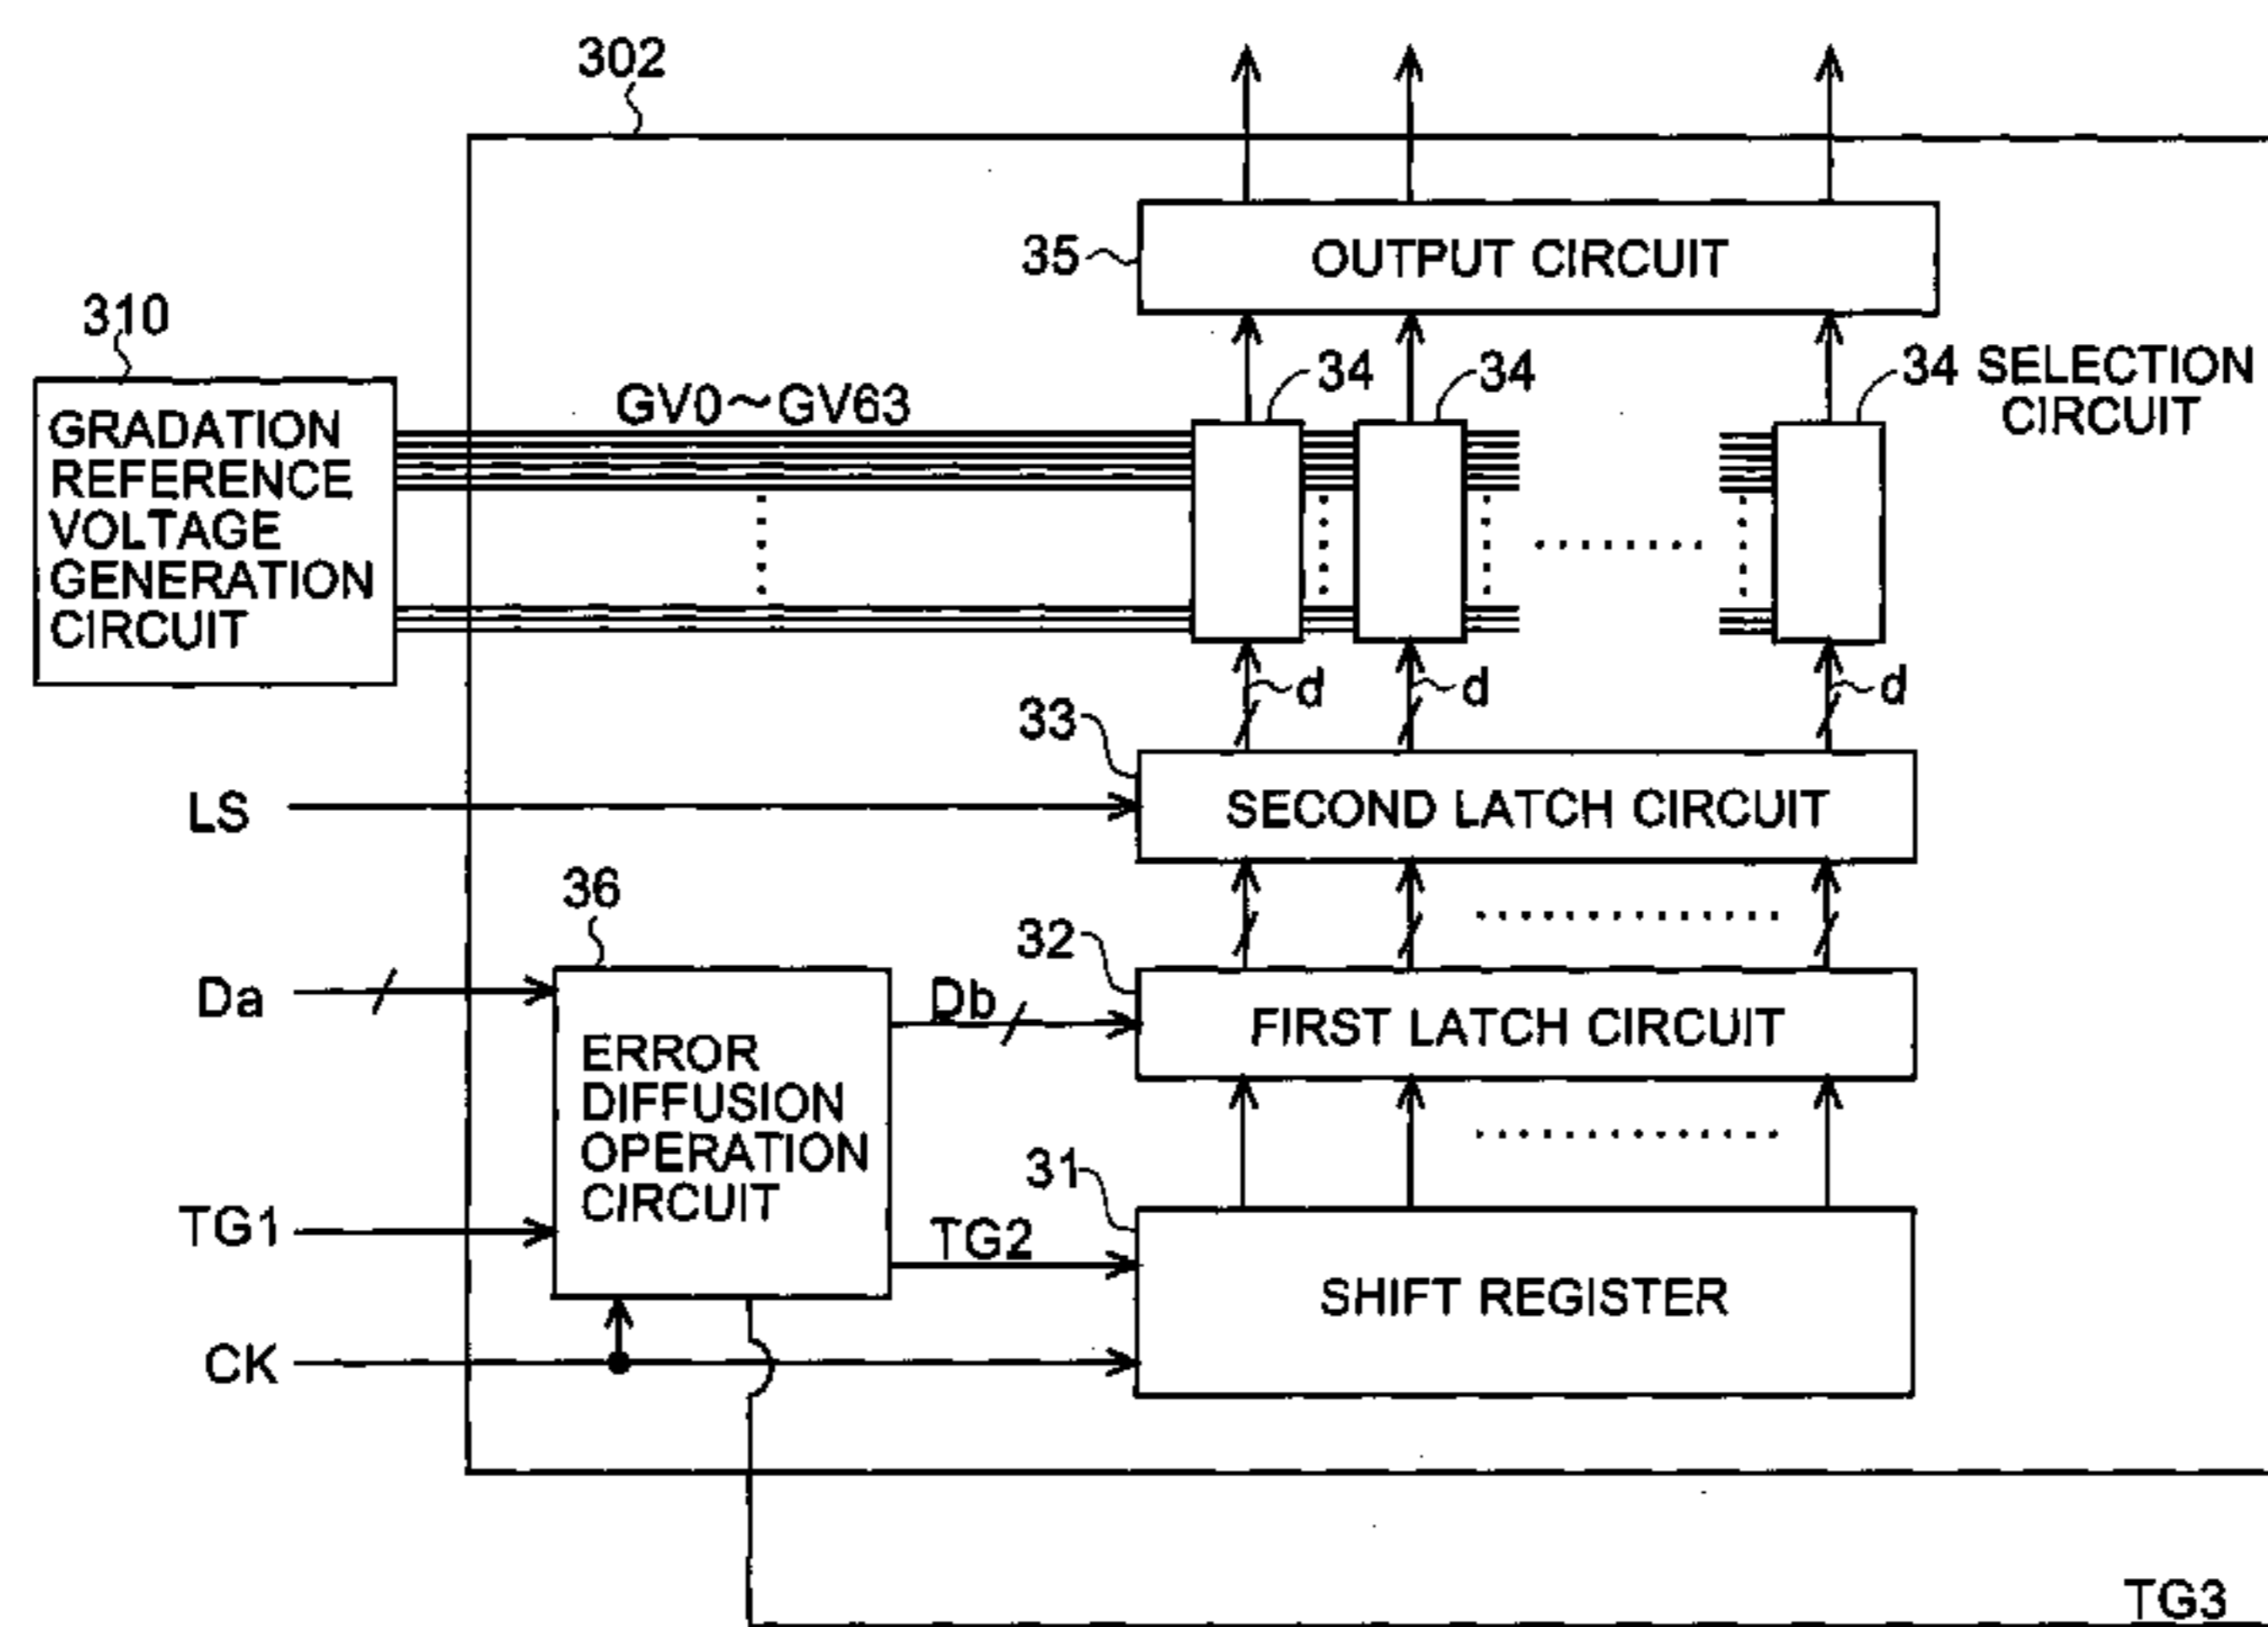 302
35
OUTPUT CIRCUIT
310
GRADATION
REFERENCE
VOLTAGE
GENERATION
CIRCUIT
GV0~GV63
34
34
34 SELECTION
CIRCUIT
d
d
d
33
LS
SECOND LATCH CIRCUIT
36
32
Da
Db
FIRST LATCH CIRCUIT
ERROR
DIFFUSION
OPERATION
CIRCUIT
31
TG1
TG2
SHIFT REGISTER
CK
TG3